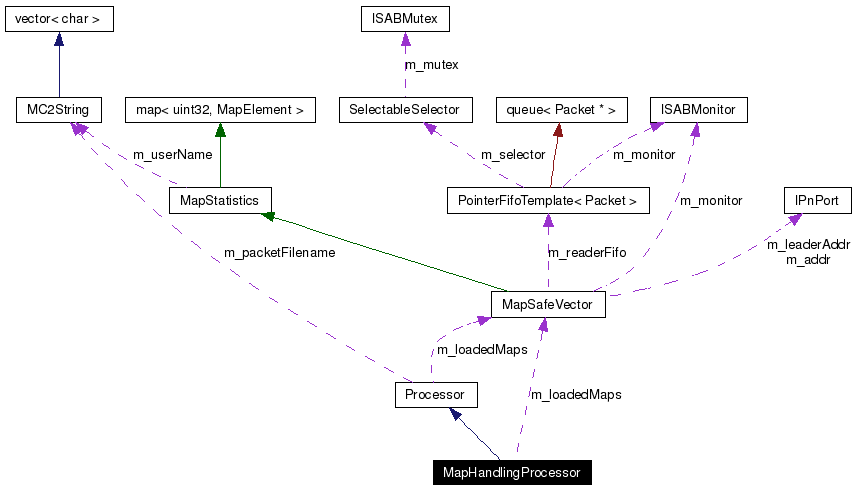 vector< char >
ISABMutex
m_mutex
MC2String
map< uint32, MapElement >
SelectableSelector
queue< Packet * >
ISABMonitor
m_userName
m_selector
m_monitor
MapStatistics
PointerFifoTemplate< Packet >
m_monitor
IPnPort
m_packetFilename
m_readerFifo
m_leaderAddr
m_addr
MapSafeVector
m_loadedMaps
Processor
m_loadedMaps
MapHandlingProcessor